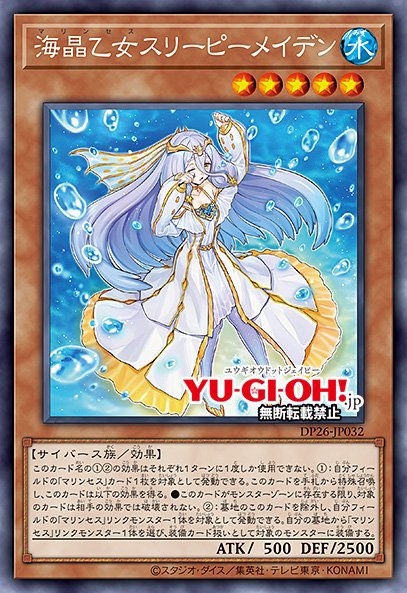 マリンセス
海晶乙女スリーピーメイデン
水
ユウギオウドットジェイピー
YU-GI-OH!.jp
無断転載禁止
DP26-JP032
【サイバース族/効果】
このカード名の①②の効果はそれぞれ1ターンに1度しか使用できない。①:自分フィ
ールドの「マリンセス」カード1枚を対象として発動できる。このカードを手札から特殊召喚
し、このカードは以下の効果を得る。●このカードがモンスターゾーンに存在する限り、対象
のカードは相手の効果では破壊されない。②:墓地のこのカードを除外し、自分フィール
ドの「マリンセス」リンクモンスター1体を対象として発動できる。自分の墓地から「マリンセ
ス」リンクモンスター1体を選び、装備カード扱いとして対象のモンスターに装備する。
ATK/ 500 DEF/2500
©スタジオ・ダイス/集英社・テレビ東京・KONAMI